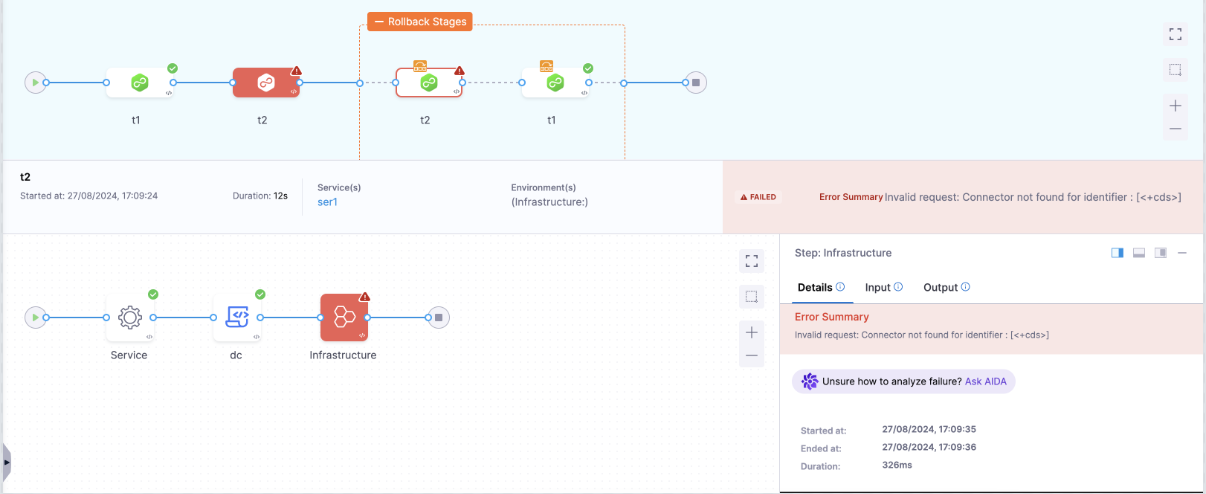 Rollback Stages
t1
t2
t2
t1
t2
Started at: 27/08/2024, 17:09:24
Duration: 12s
Service(s)
ser1
Environment(s)
(Infrastructure:)
FAILED
Error Summary Invalid request: Connector not found for identifier : [<+cds>]
Service
dc
Infrastructure
Step: Infrastructure
Details
Input
Output
Error Summary
Invalid request: Connector not found for identifier : [<+cds>]
Unsure how to analyze failure? Ask AIDA
Started at: 27/08/2024, 17:09:35
Ended at: 27/08/2024, 17:09:36
Duration: 326ms